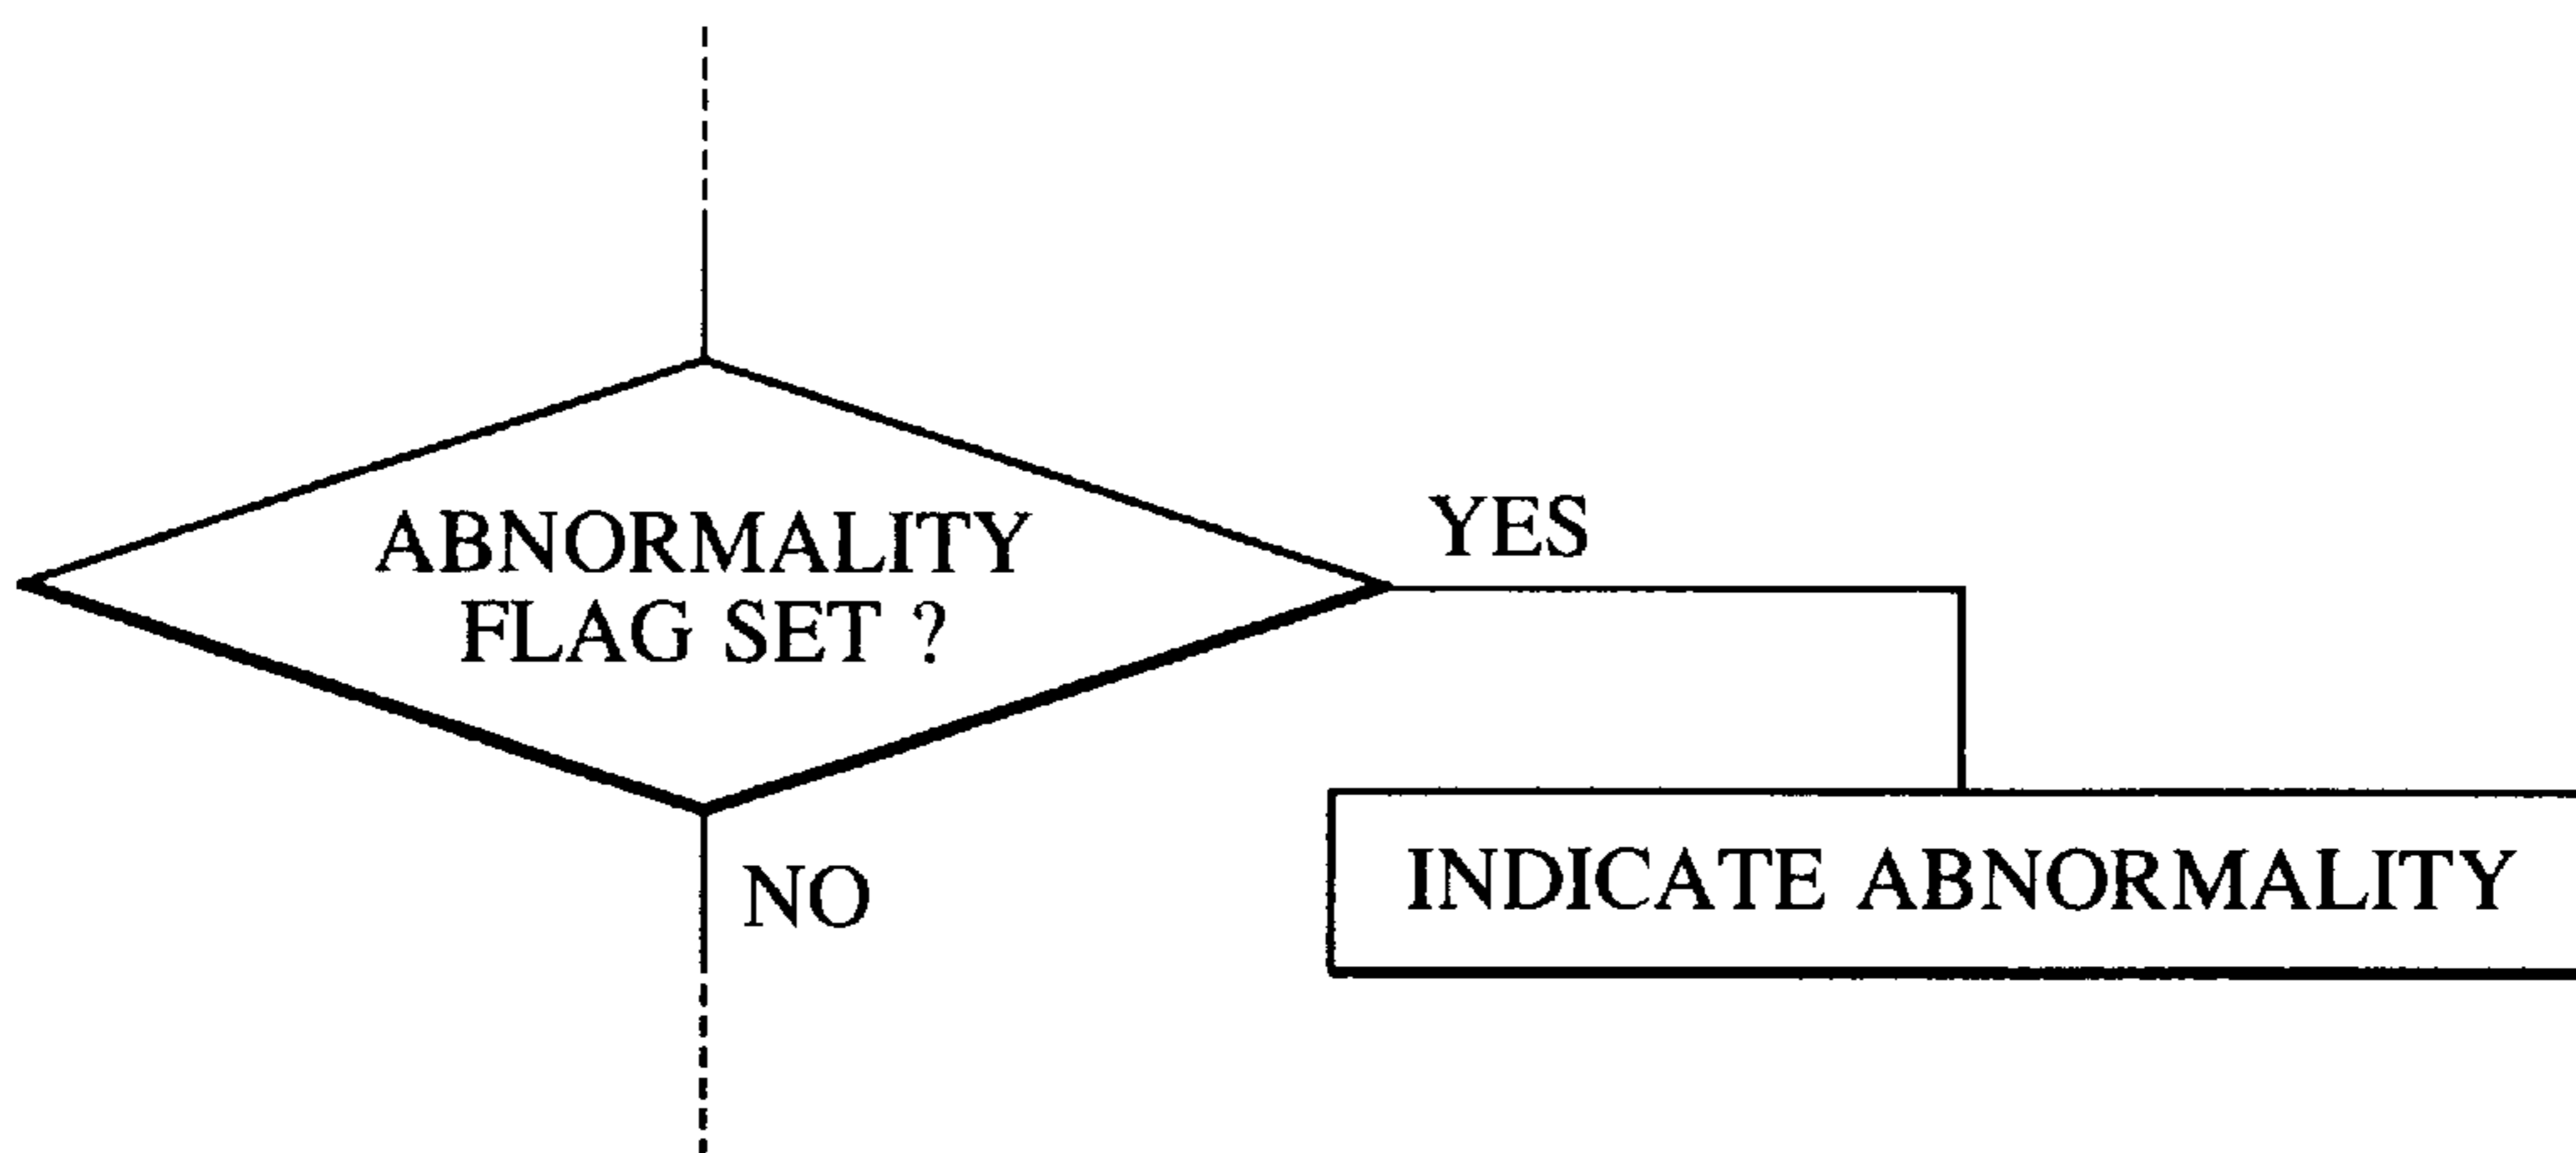 ABNORMALITY
FLAG SET ?
YES
NO
INDICATE ABNORMALITY